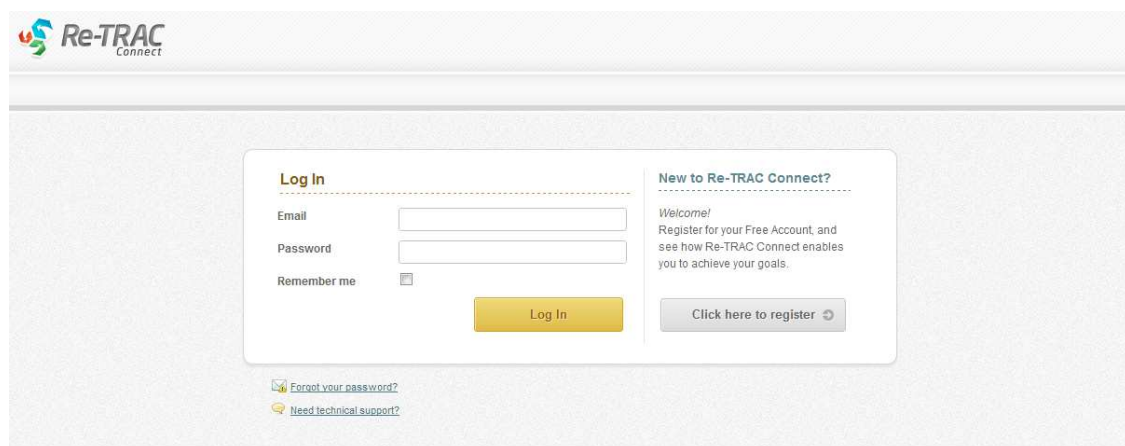 Re-TRAC
Connect
Log In
Email
Password
Remember me
Log In
New to Re-TRAC Connect?
Welcome!
Register for your Free Account, and
see how Re-TRAC Connect enables
you to achieve your goals.
Click here to register
Forgot your password?
Need technical support?